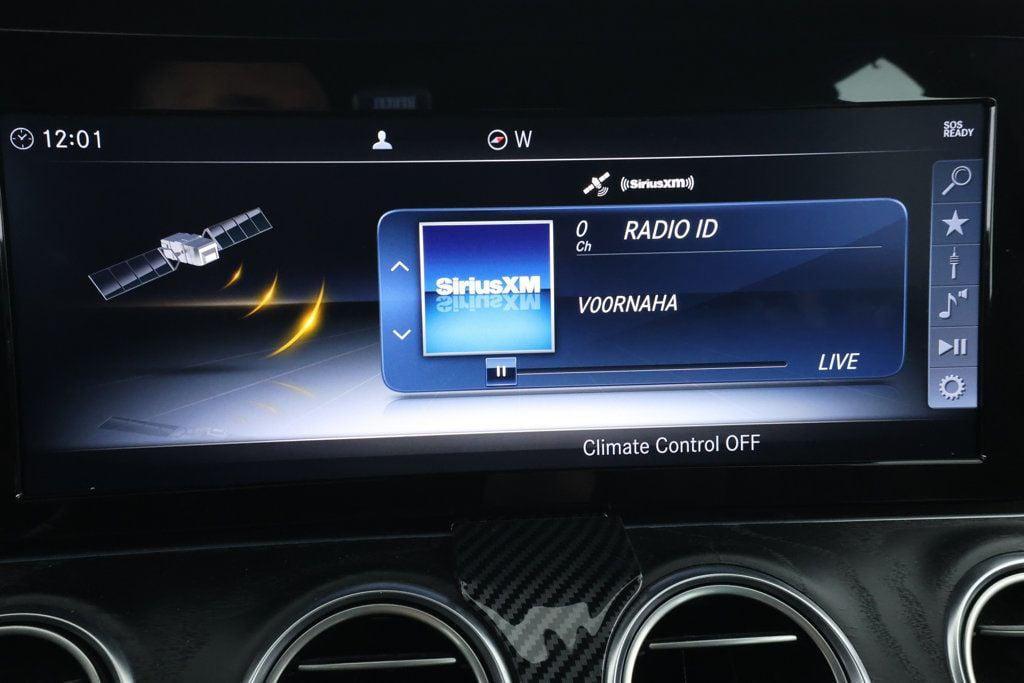 12:01
W
SOS
READY
((SiriusXM))
SiriusXM
0
Ch
RADIO ID
V00RNAHA
LIVE
Climate Control OFF